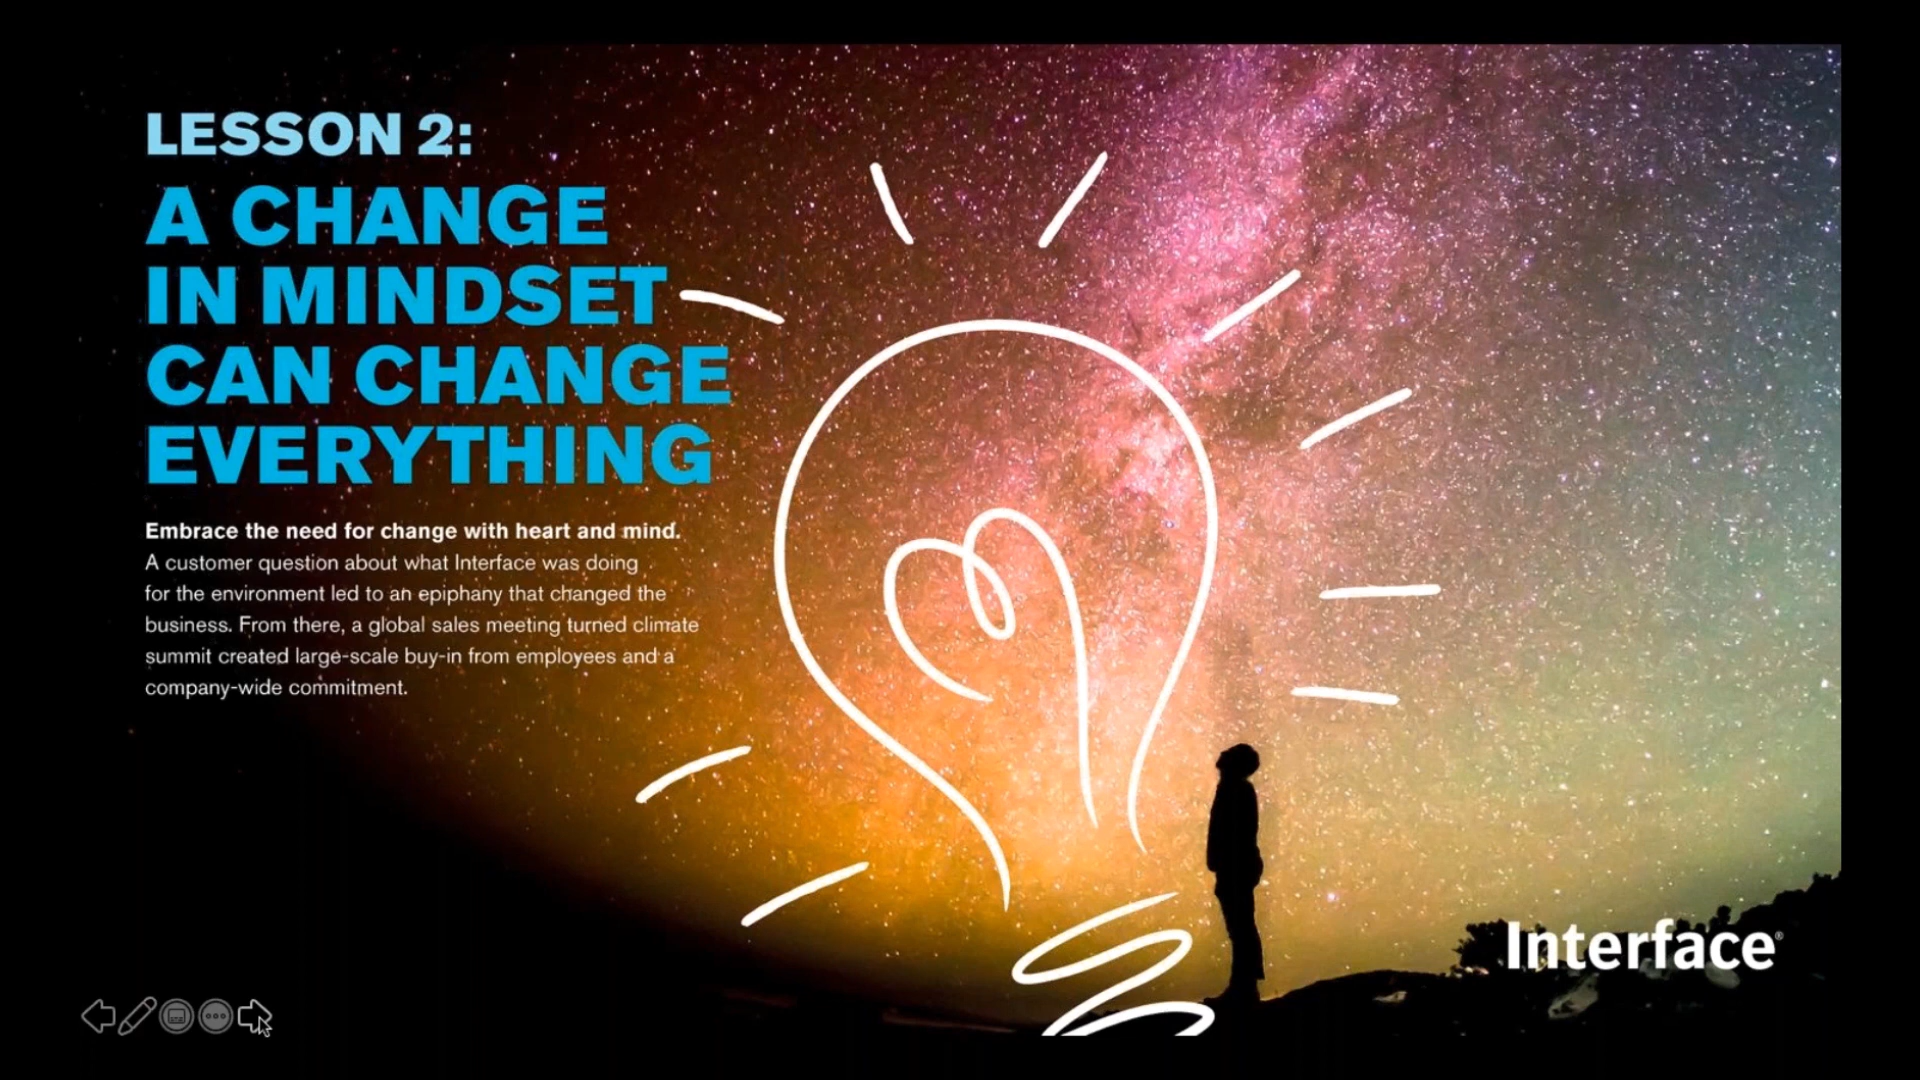 LESSON 2:
A CHANGE
IN MINDSET
CAN CHANGE
EVERYTHING
Embrace the need for change with heart and mind.
A customer question about what Interface was doing
for the environment led to an epiphany that changed the
business. From there, a global sales meeting turned climate
summit created large-scale buy-in from employees and a
company-wide commitment.
Interface®